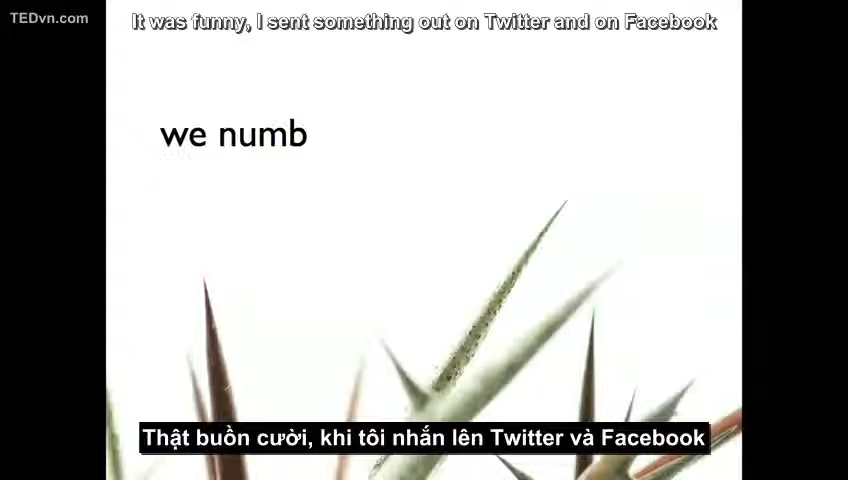 TEDvn.com
It was funny, I sent something out on Twitter and on Facebook
we numb
Thật buồn cười, khi tôi nhắn lên Twitter và Facebook